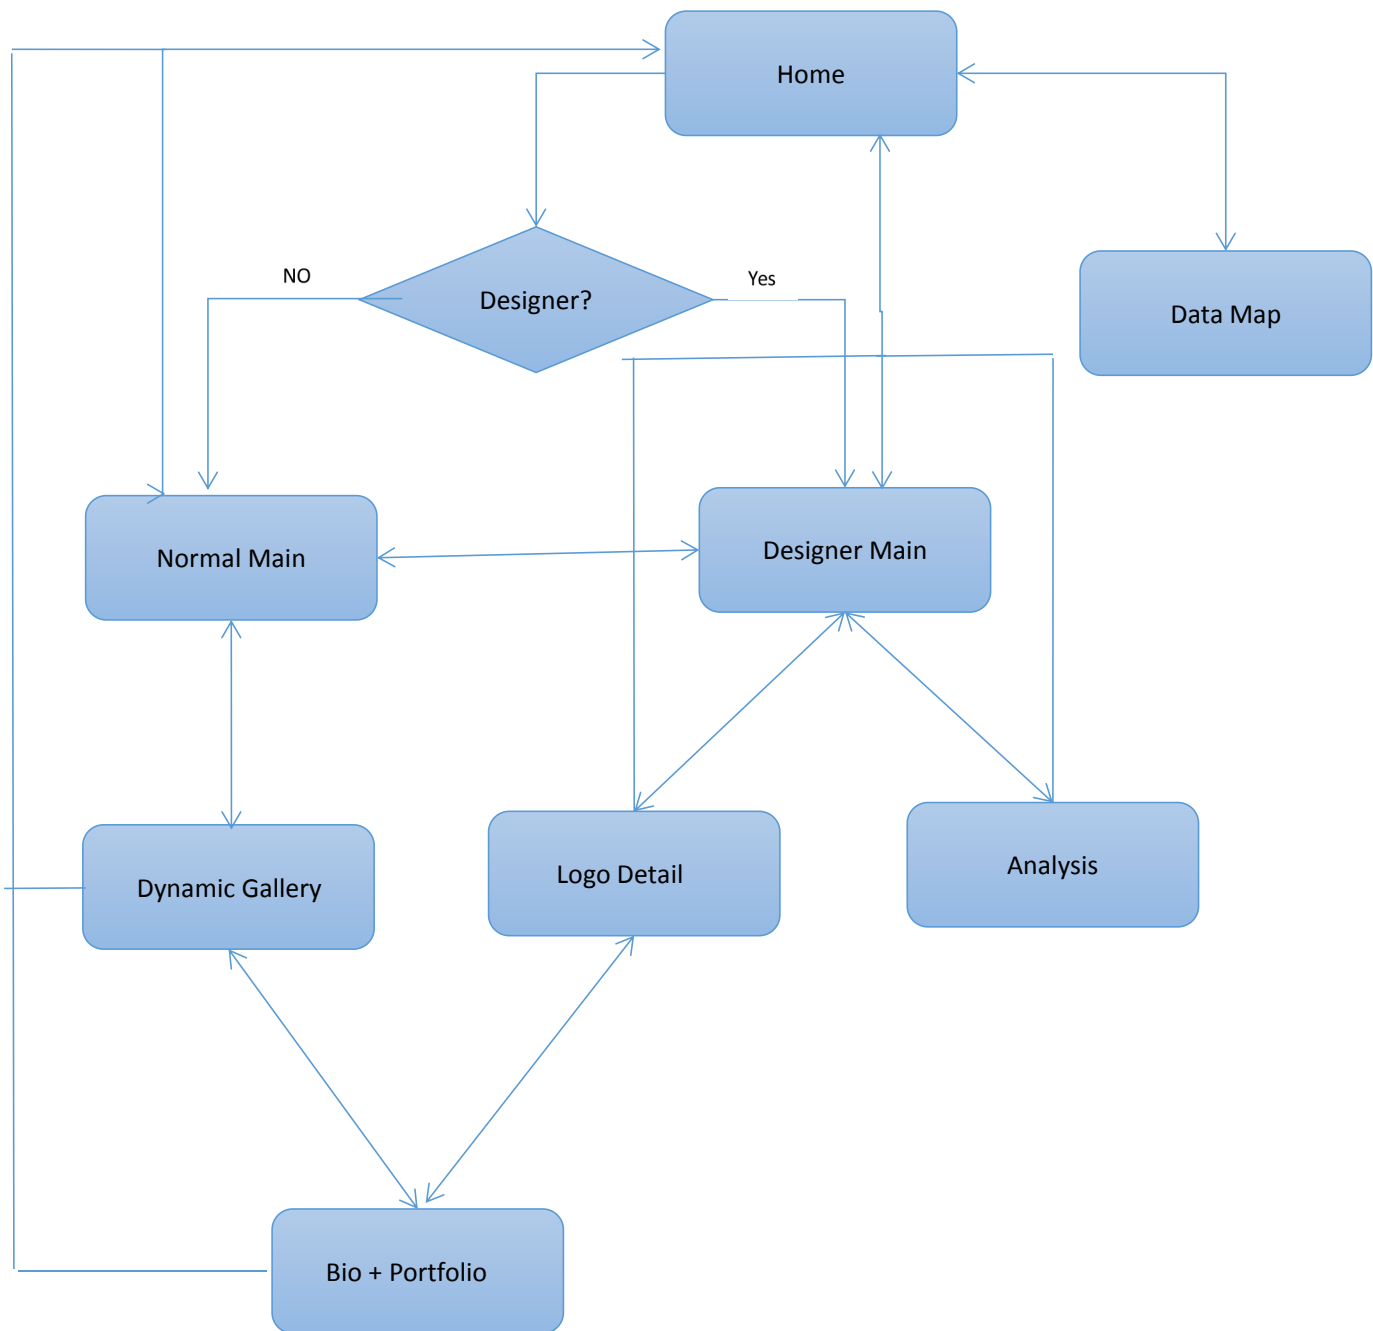 Home
NO
Yes
Designer?
Data Map
Normal Main
Designer Main
Dynamic Gallery
Logo Detail
Analysis
Bio + Portfolio